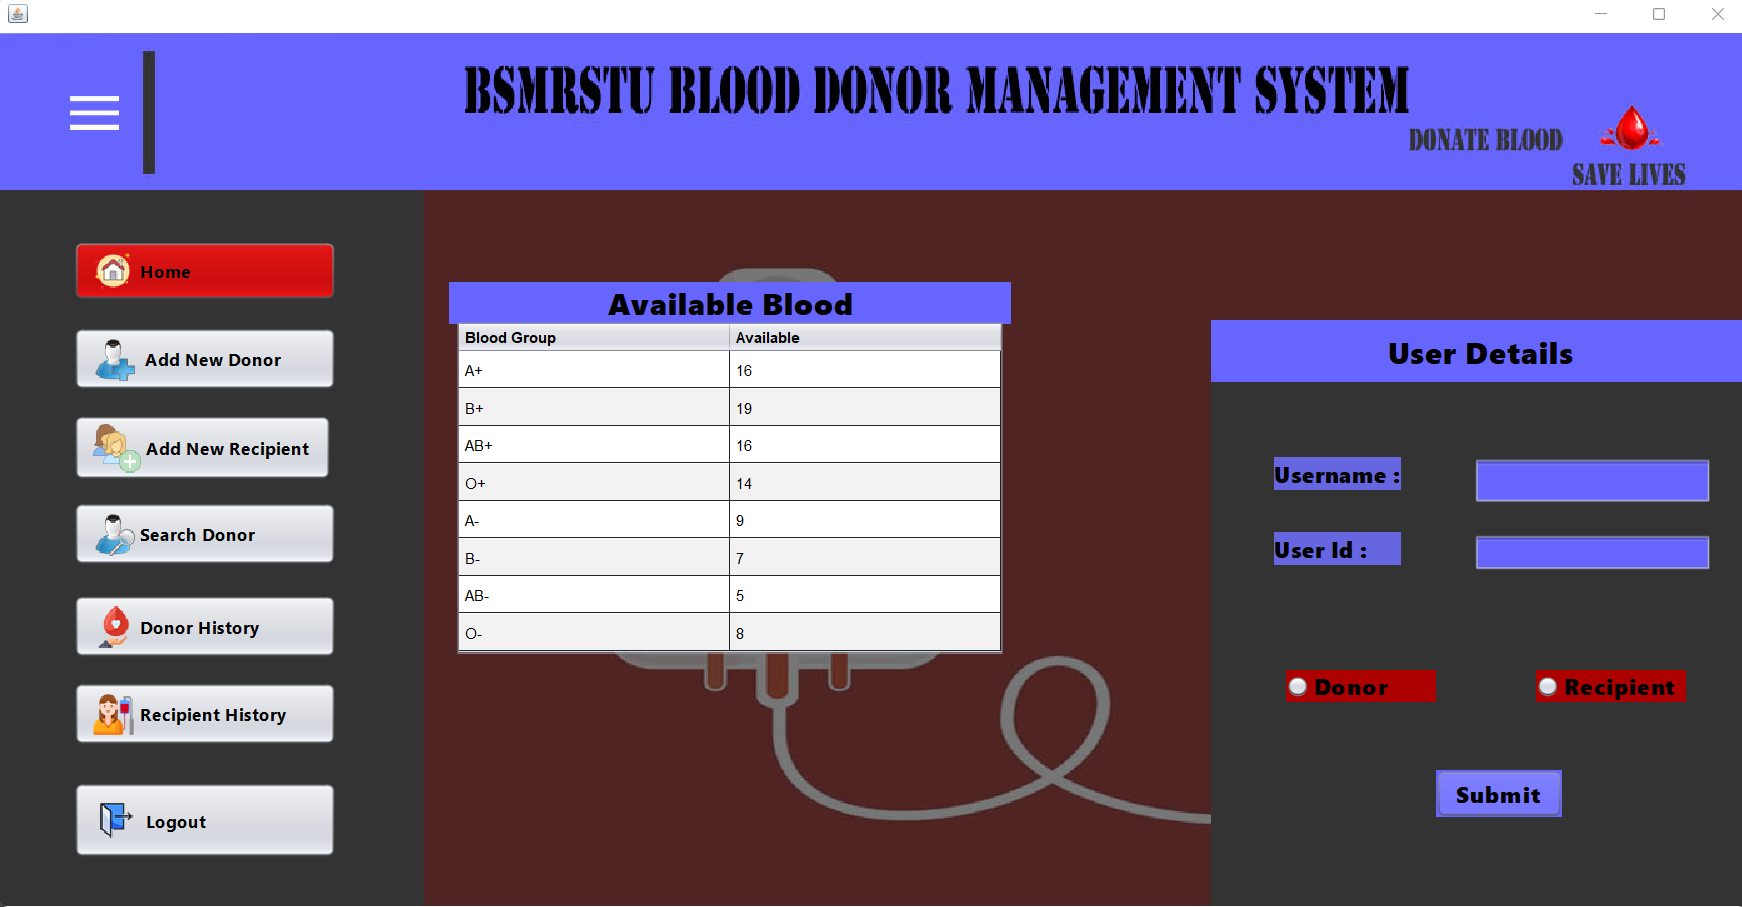 BSMRSTU BLOOD DONOR MANAGEMENT SYSTEM
DONATE BLOOD
SAVE LIVES
Home
Add New Donor
Add New Recipient
Search Donor
Donor History
Recipient History
Logout
Available Blood
Blood Group Available
A+ 16
B+ 19
AB+ 16
O+ 14
A- 9
B- 7
AB- 5
O- 8
User Details
Username :
User Id :
Donor Recipient
Submit